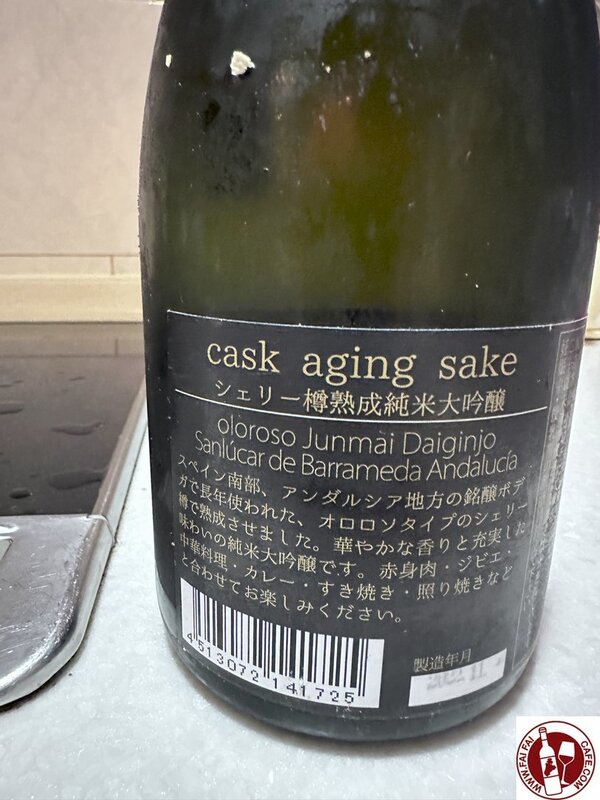 cask aging sake
シェリー樽熟成純米大吟醸
oloroso Junmai Daiginjo
Sanlúcar de Barrameda Andalucía
スペイン南部、アンダルシア地方の銘醸ボデ
ガで長年使われた、オロロソタイプのシェリー
樽で熟成させました。華やかな香りと充実した
味わいの純米大吟醸です。赤身肉・ジビエ・
中華料理・カレー・すき焼き・照り焼きなど
と合わせてお楽しみください。
4513072 141725
製造年月
2022.11
WWW.FAI FAI CAFE.COM